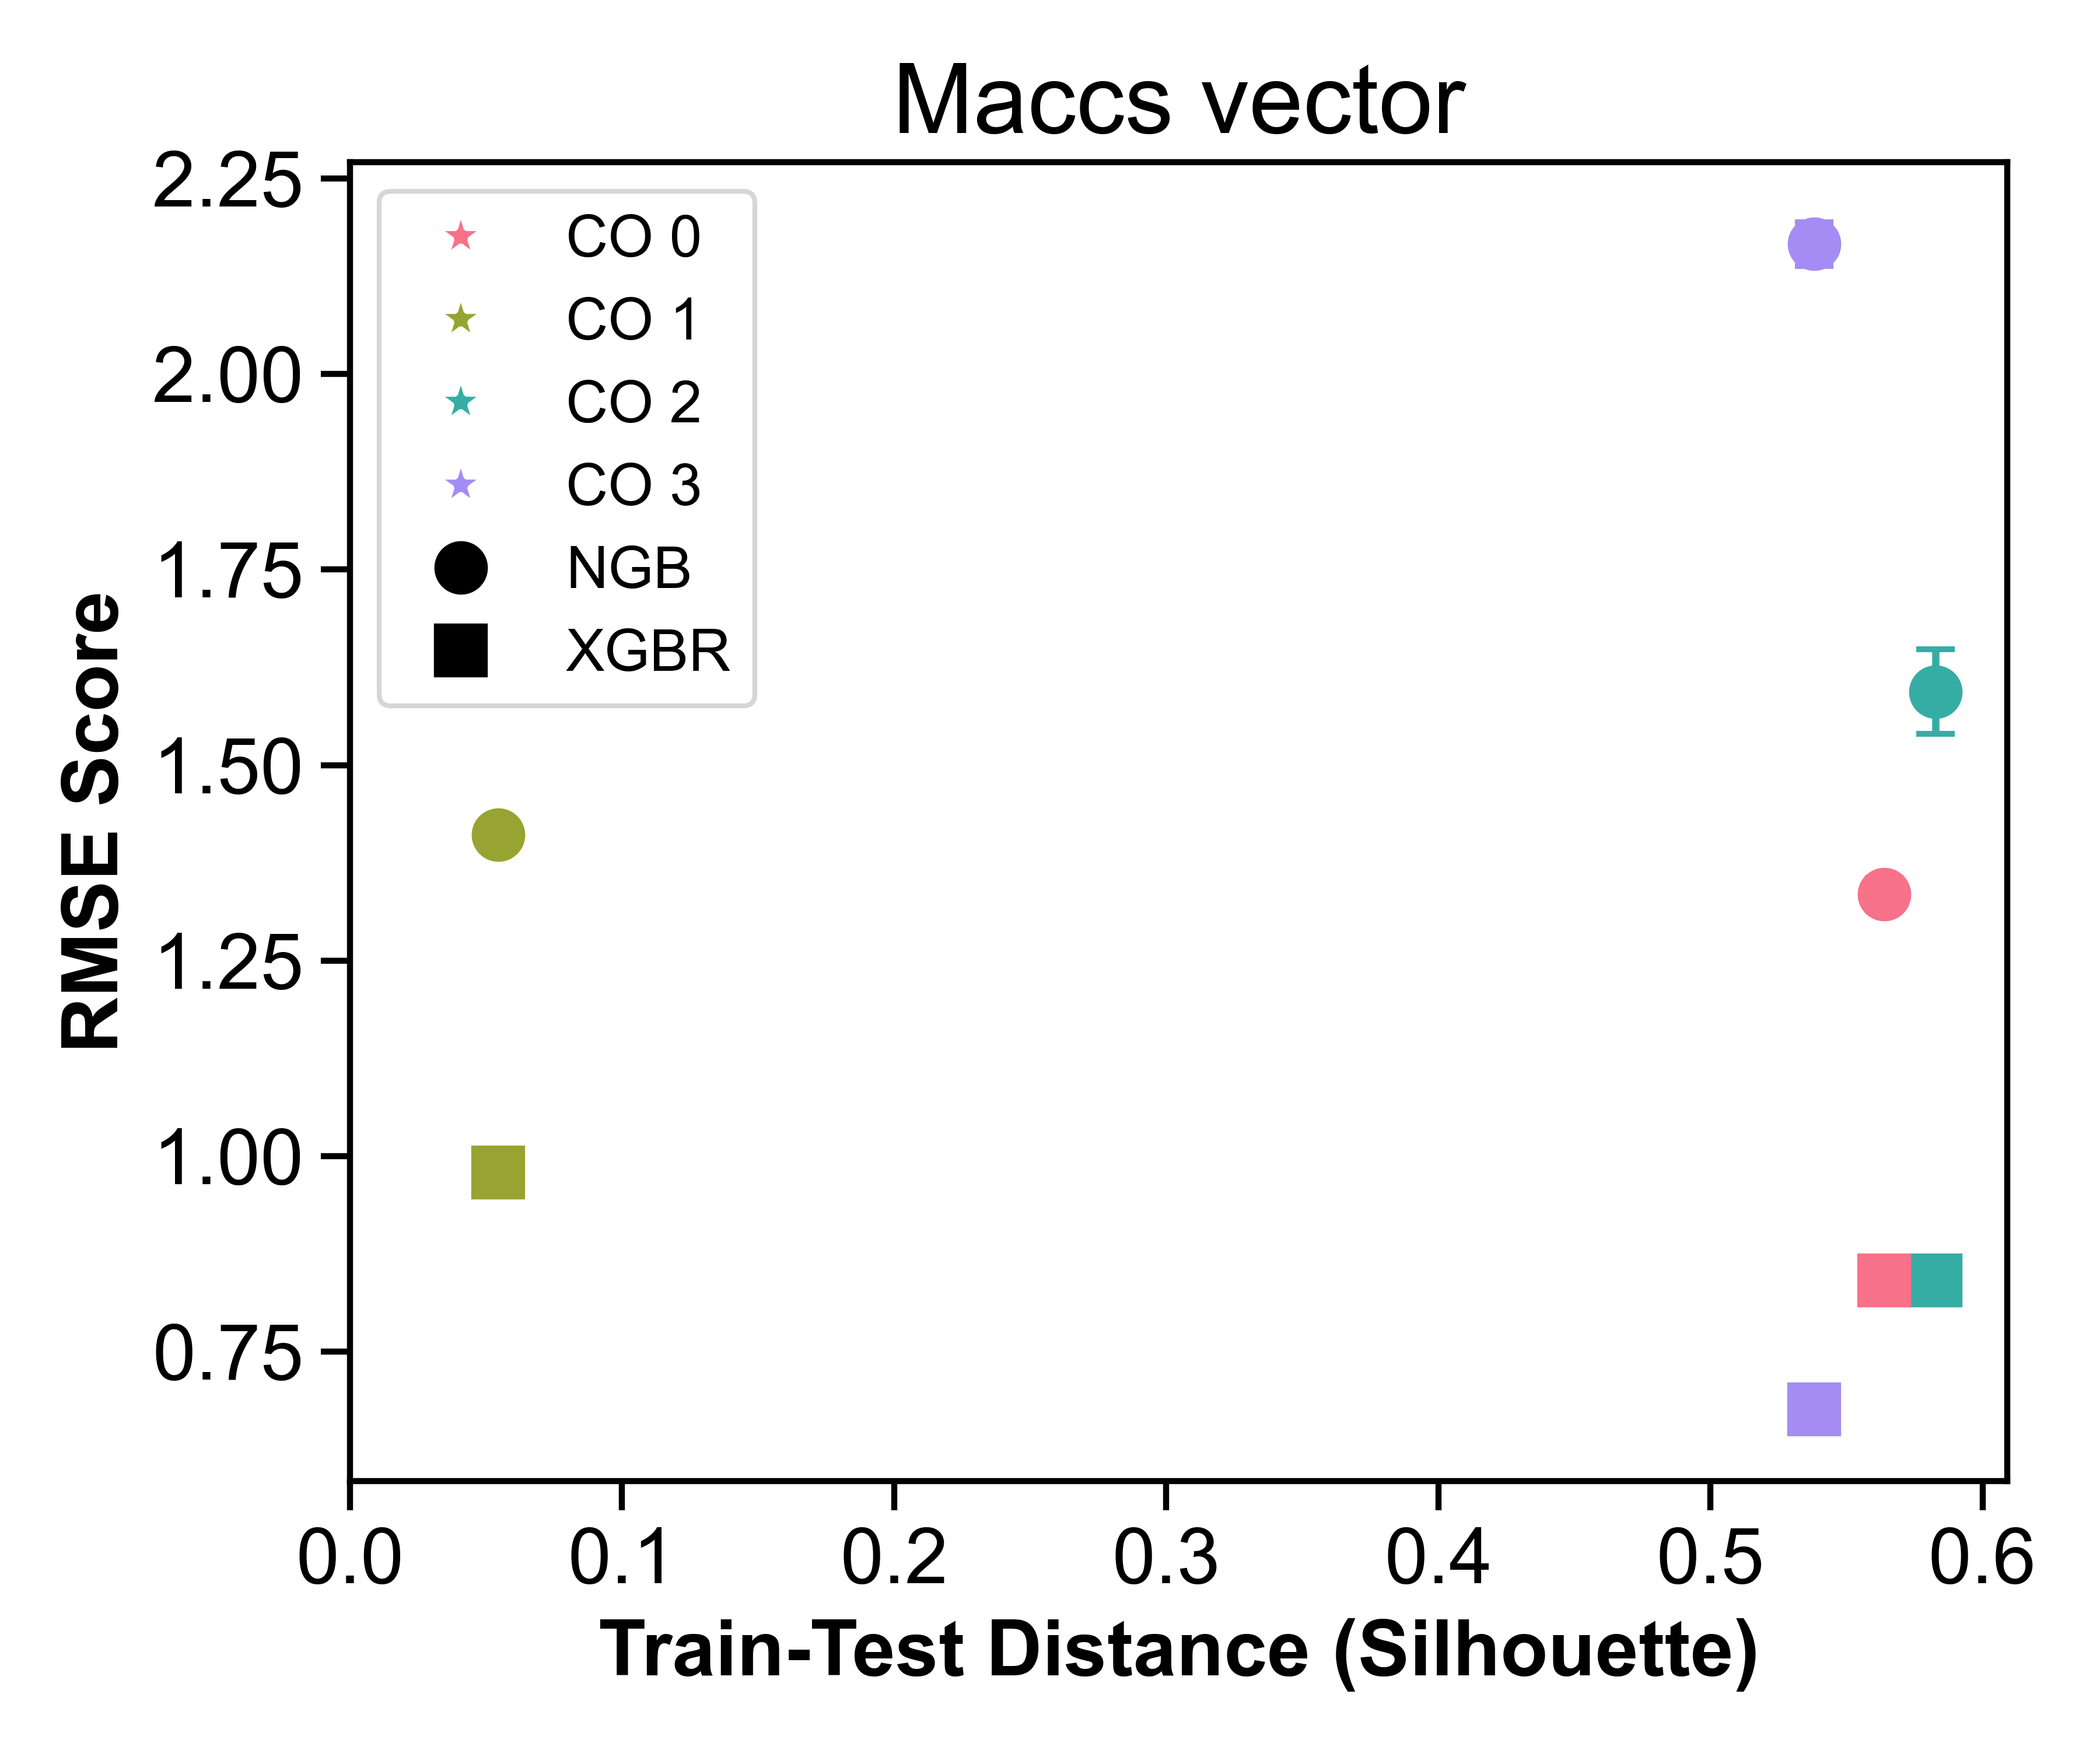 Maccs vector
2.25
2.00
1.75
1.50
1.25
1.00
0.75
RMSE Score
CO 0
CO 1
CO 2
CO 3
NGB
XGBR
0.0 0.1 0.2 0.3 0.4 0.5 0.6
Train-Test Distance (Silhouette)